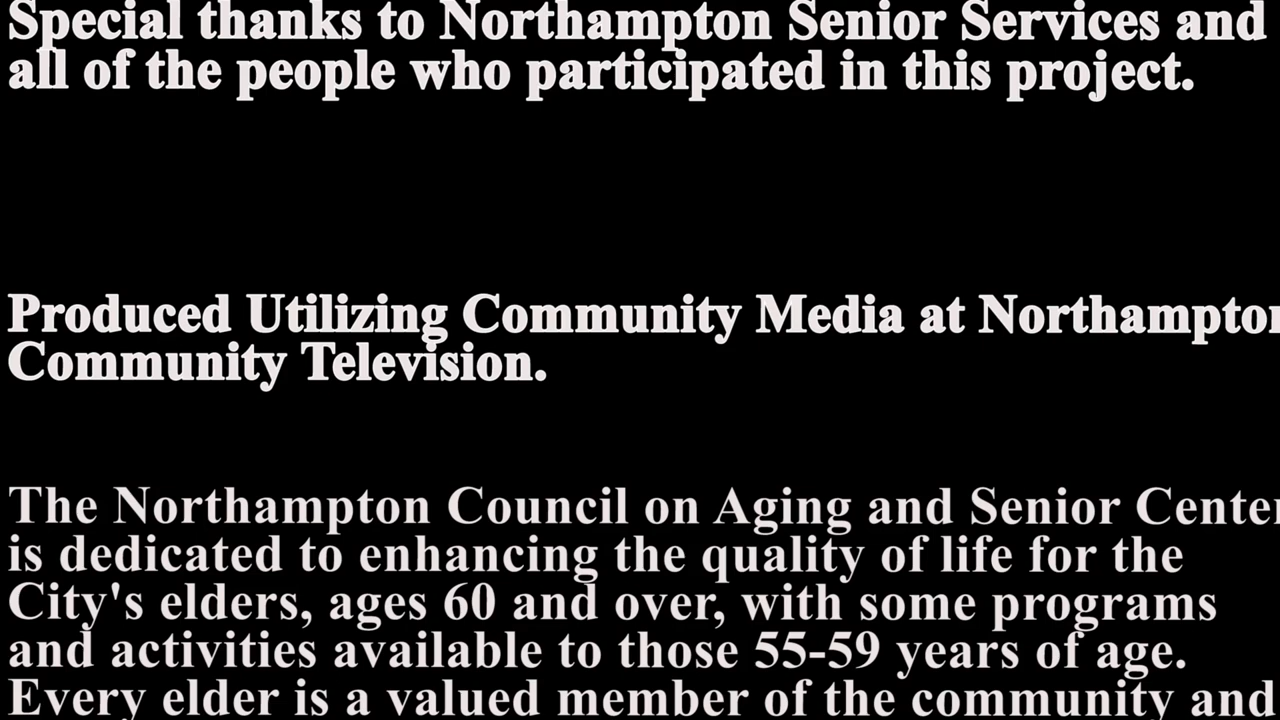 Special thanks to Northampton Senior Services and
all of the people who participated in this project.
Produced Utilizing Community Media at Northampton
Community Television.
The Northampton Council on Aging and Senior Center
is dedicated to enhancing the quality of life for the
City's elders, ages 60 and over, with some programs
and activities available to those 55-59 years of age.
Every elder is a valued member of the community and